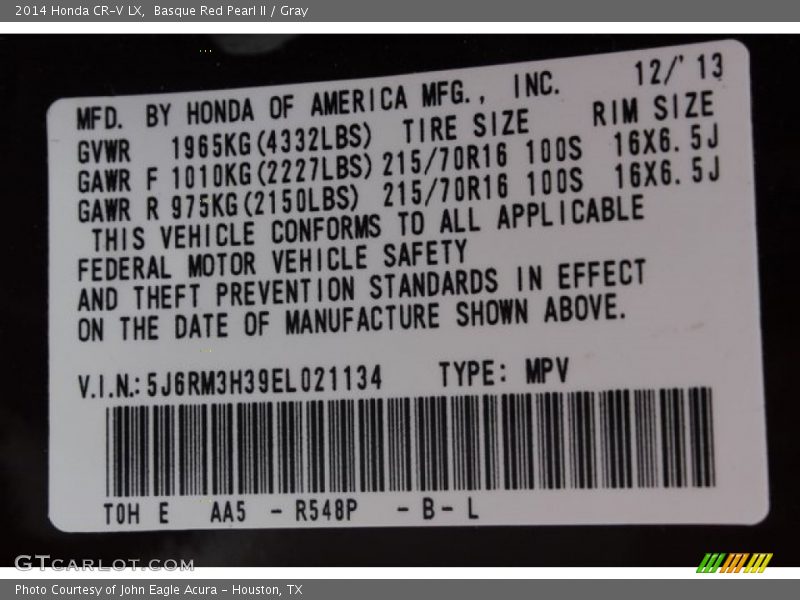 2014 Honda CR-V LX,  Basque Red Pearl II / Gray
12/' 13
MFD. BY HONDA OF AMERICA MFG., INC.
GVWR 1965KG(4332LBS) TIRE SIZE RIM SIZE
GAWR F 1010KG(2227LBS) 215/70R16 100S 16X6.5J
GAWR R 975KG(2150LBS) 215/70R16 100S 16X6.5J
THIS VEHICLE CONFORMS TO ALL APPLICABLE
FEDERAL MOTOR VEHICLE SAFETY
AND THEFT PREVENTION STANDARDS IN EFFECT
ON THE DATE OF MANUFACTURE SHOWN ABOVE.
V.I.N.: 5J6RM3H39EL021134 TYPE: MPV
TOH E AA5 - R548P - B - L
GTCARLOT.COM
Photo Courtesy of John Eagle Acura - Houston, TX